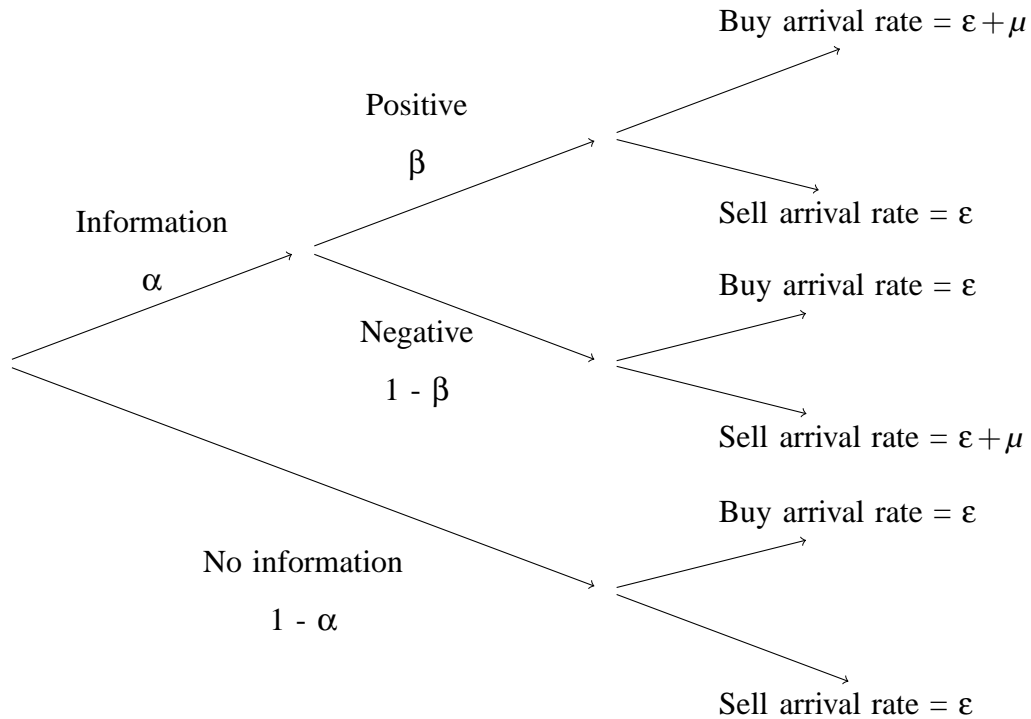 Buy arrival rate = ε + μ
Positive
β
Sell arrival rate = ε
Information
α
Buy arrival rate = ε
Negative
1 - β
Sell arrival rate = ε + μ
Buy arrival rate = ε
No information
1 - α
Sell arrival rate = ε